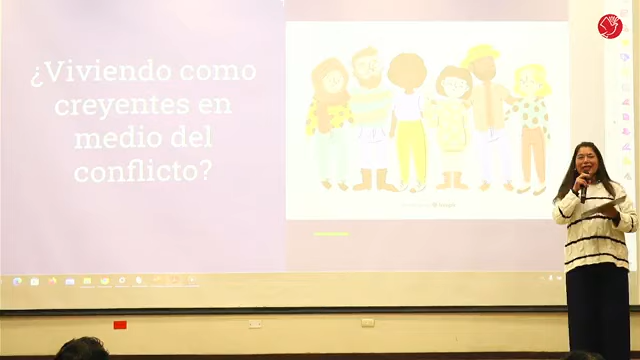 ¿Viviendo como
creyentes en
medio del
conflicto?